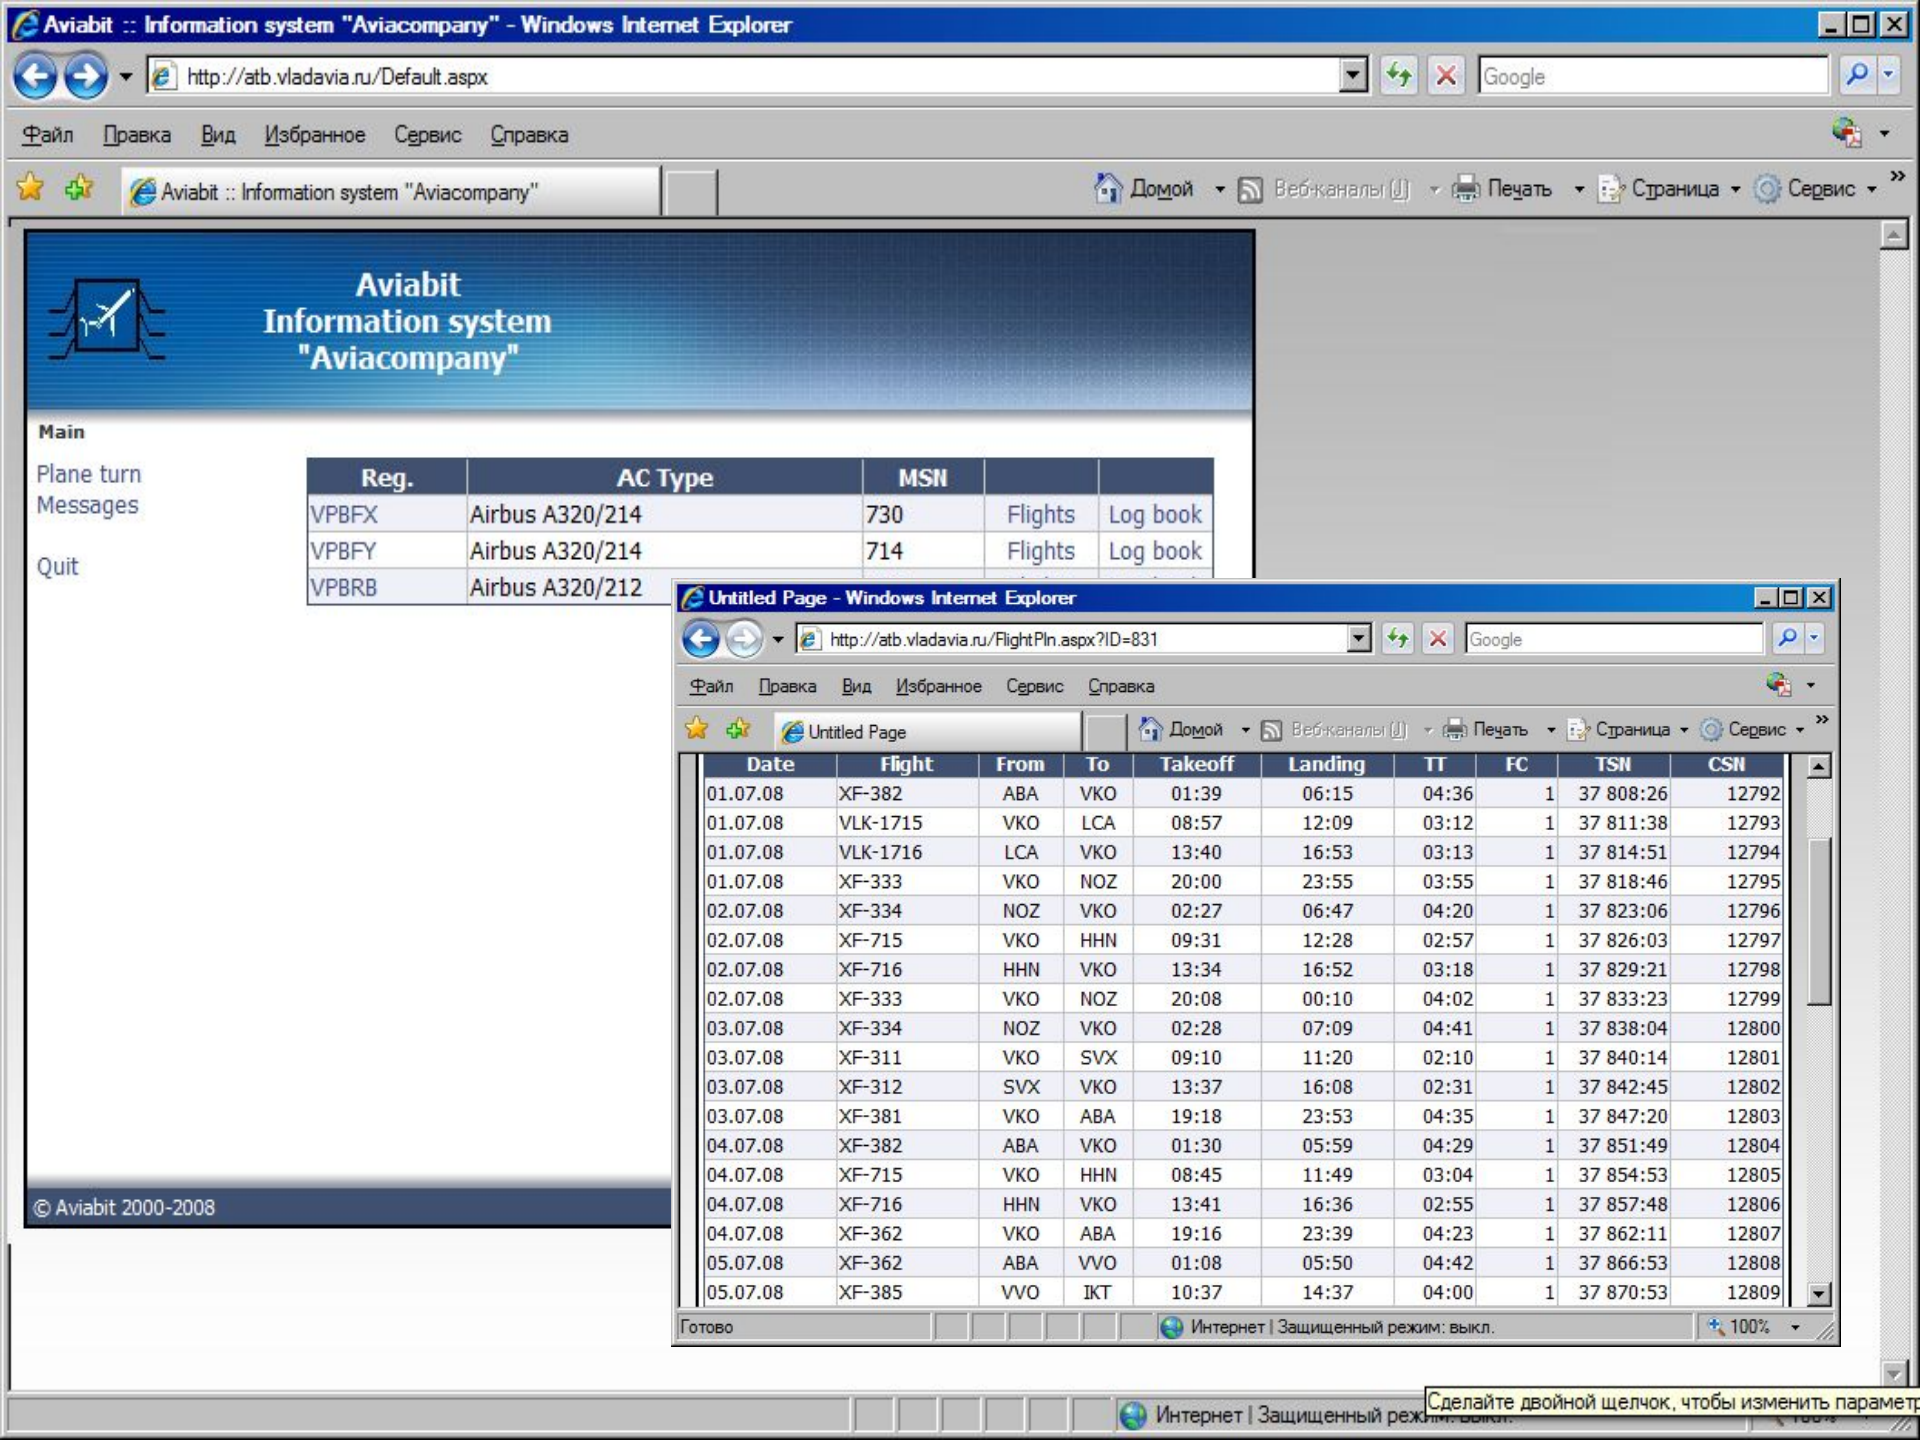 Aviabit :: Information system "Aviacompany" - Windows Internet Explorer
http://atb.vladavia.ru/Default.aspx
Google
Файл Правка Вид Избранное Сервис Справка
Aviabit :: Information system "Aviacompany"
Домой Веб-каналы (J) Печать Страница Сервис »
Aviabit
Information system
"Aviacompany"
Main
Plane turn
Messages
Quit
Reg. AC Type MSN
VPBFX Airbus A320/214 730 Flights Log book
VPBFY Airbus A320/214 714 Flights Log book
VPBRB Airbus A320/212
© Aviabit 2000-2008
Untitled Page - Windows Internet Explorer
http://atb.vladavia.ru/FlightPln.aspx?ID=831
Google
Файл Правка Вид Избранное Сервис Справка
Untitled Page
Домой Веб-каналы (J) Печать Страница Сервис »
Date Flight From To Takeoff Landing TT FC TSN CSN
01.07.08 XF-382 ABA VKO 01:39 06:15 04:36 1 37 808:26 12792
01.07.08 VLK-1715 VKO LCA 08:57 12:09 03:12 1 37 811:38 12793
01.07.08 VLK-1716 LCA VKO 13:40 16:53 03:13 1 37 814:51 12794
01.07.08 XF-333 VKO NOZ 20:00 23:55 03:55 1 37 818:46 12795
02.07.08 XF-334 NOZ VKO 02:27 06:47 04:20 1 37 823:06 12796
02.07.08 XF-715 VKO HHN 09:31 12:28 02:57 1 37 826:03 12797
02.07.08 XF-716 HHN VKO 13:34 16:52 03:18 1 37 829:21 12798
02.07.08 XF-333 VKO NOZ 20:08 00:10 04:02 1 37 833:23 12799
03.07.08 XF-334 NOZ VKO 02:28 07:09 04:41 1 37 838:04 12800
03.07.08 XF-311 VKO SVX 09:10 11:20 02:10 1 37 840:14 12801
03.07.08 XF-312 SVX VKO 13:37 16:08 02:31 1 37 842:45 12802
03.07.08 XF-381 VKO ABA 19:18 23:53 04:35 1 37 847:20 12803
04.07.08 XF-382 ABA VKO 01:30 05:59 04:29 1 37 851:49 12804
04.07.08 XF-715 VKO HHN 08:45 11:49 03:04 1 37 854:53 12805
04.07.08 XF-716 HHN VKO 13:41 16:36 02:55 1 37 857:48 12806
04.07.08 XF-362 VKO ABA 19:16 23:39 04:23 1 37 862:11 12807
05.07.08 XF-362 ABA VVO 01:08 05:50 04:42 1 37 866:53 12808
05.07.08 XF-385 VVO IKT 10:37 14:37 04:00 1 37 870:53 12809
Готово Интернет | Защищенный режим: выкл. 100%
Сделайте двойной щелчок, чтобы изменить парамет
Интернет | Защищенный